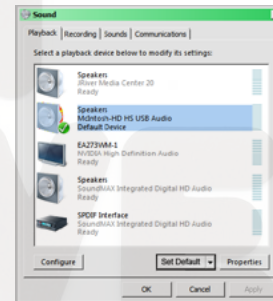 Sound
Playback Recording Sounds Communications
Select a playback device below to modify its settings:
Speakers
JRiver Media Center 20
Ready
Speakers
McIntosh-HD HS USB Audio
Default Device
EA273WM-1
NVIDIA High Definition Audio
Ready
Speakers
SoundMAX Integrated Digital HD Audio
Ready
SPDIF Interface
SoundMAX Integrated Digital HD Audio
Ready
Configure Set Default Properties
OK Cancel Apply